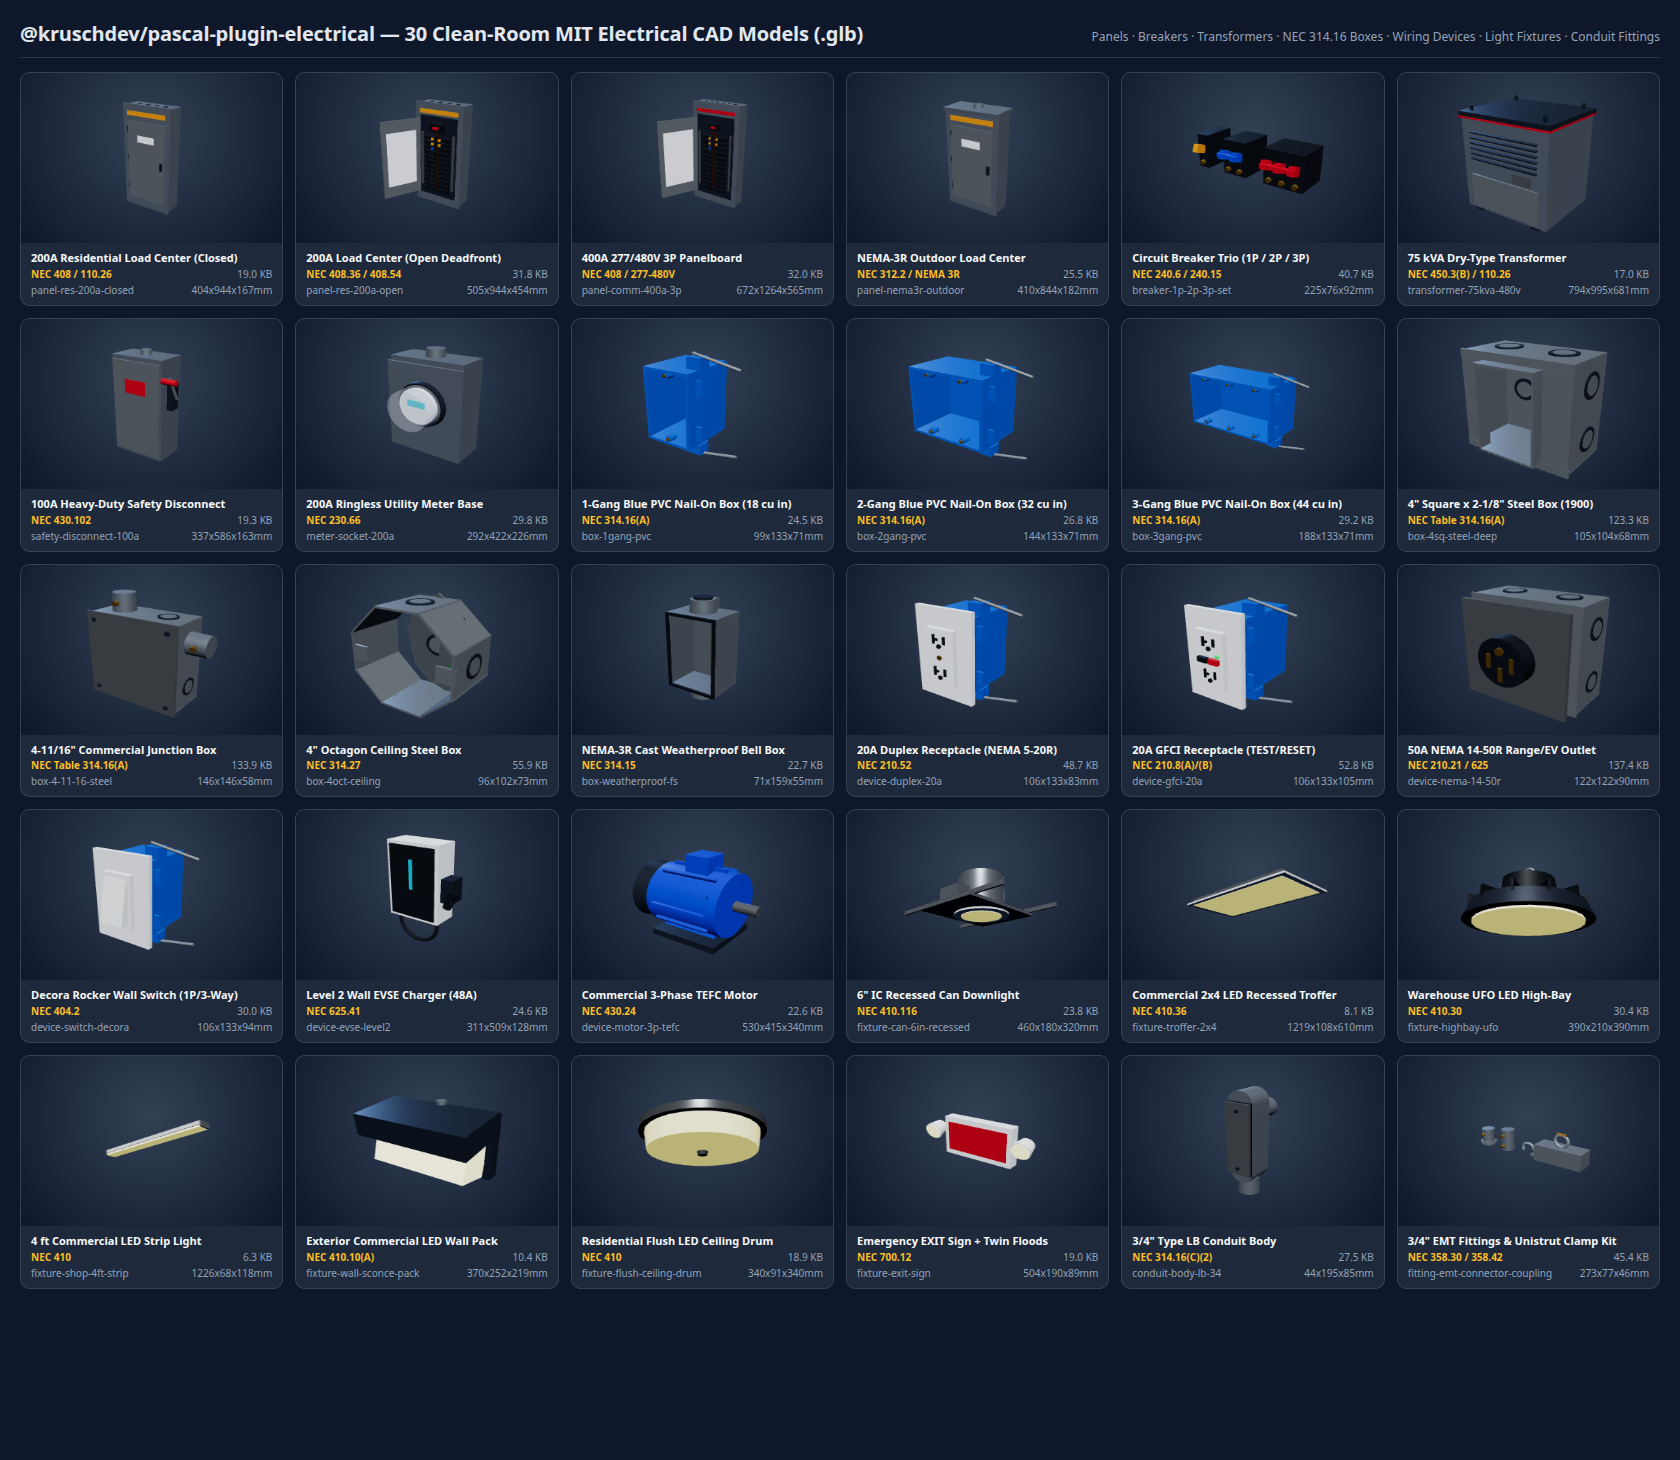 @kruschdev/pascal-plugin-electrical — 30 Clean-Room MIT Electrical CAD Models (.glb)
Panels · Breakers · Transformers · NEC 314.16 Boxes · Wiring Devices · Light Fixtures · Conduit Fittings
200A Residential Load Center (Closed)
NEC 408 / 110.26 19.0 KB
panel-res-200a-closed 404x944x167mm
200A Load Center (Open Deadfront)
NEC 408.36 / 408.54 31.8 KB
panel-res-200a-open 505x944x454mm
400A 277/480V 3P Panelboard
NEC 408 / 277-480V 32.0 KB
panel-comm-400a-3p 672x1264x565mm
NEMA-3R Outdoor Load Center
NEC 312.2 / NEMA 3R 25.5 KB
panel-nema3r-outdoor 410x844x182mm
Circuit Breaker Trio (1P / 2P / 3P)
NEC 240.6 / 240.15 40.7 KB
breaker-1p-2p-3p-set 225x76x92mm
75 kVA Dry-Type Transformer
NEC 450.3(B) / 110.26 17.0 KB
transformer-75kva-480v 794x995x681mm
100A Heavy-Duty Safety Disconnect
NEC 430.102 19.3 KB
safety-disconnect-100a 337x586x163mm
200A Ringless Utility Meter Base
NEC 230.66 29.8 KB
meter-socket-200a 292x422x226mm
1-Gang Blue PVC Nail-On Box (18 cu in)
NEC 314.16(A) 24.5 KB
box-1gang-pvc 99x133x71mm
2-Gang Blue PVC Nail-On Box (32 cu in)
NEC 314.16(A) 26.8 KB
box-2gang-pvc 144x133x71mm
3-Gang Blue PVC Nail-On Box (44 cu in)
NEC 314.16(A) 29.2 KB
box-3gang-pvc 188x133x71mm
4" Square x 2-1/8" Steel Box (1900)
NEC Table 314.16(A) 123.3 KB
box-4sq-steel-deep 105x104x68mm
4-11/16" Commercial Junction Box
NEC Table 314.16(A) 133.9 KB
box-4-11-16-steel 146x146x58mm
4" Octagon Ceiling Steel Box
NEC 314.27 55.9 KB
box-4oct-ceiling 96x102x73mm
NEMA-3R Cast Weatherproof Bell Box
NEC 314.15 22.7 KB
box-weatherproof-fs 71x159x55mm
20A Duplex Receptacle (NEMA 5-20R)
NEC 210.52 48.7 KB
device-duplex-20a 106x133x83mm
20A GFCI Receptacle (TEST/RESET)
NEC 210.8(A)/(B) 52.8 KB
device-gfci-20a 106x133x105mm
50A NEMA 14-50R Range/EV Outlet
NEC 210.21 / 625 137.4 KB
device-nema-14-50r 122x122x90mm
Decora Rocker Wall Switch (1P/3-Way)
NEC 404.2 30.0 KB
device-switch-decora 106x133x94mm
Level 2 Wall EVSE Charger (48A)
NEC 625.41 24.6 KB
device-evse-level2 311x509x128mm
Commercial 3-Phase TEFC Motor
NEC 430.24 22.6 KB
device-motor-3p-tefc 530x415x340mm
6" IC Recessed Can Downlight
NEC 410.116 23.8 KB
fixture-can-6in-recessed 460x180x320mm
Commercial 2x4 LED Recessed Troffer
NEC 410.36 8.1 KB
fixture-troffer-2x4 1219x108x610mm
Warehouse UFO LED High-Bay
NEC 410.30 30.4 KB
fixture-highbay-ufo 390x210x390mm
4 ft Commercial LED Strip Light
NEC 410 6.3 KB
fixture-shop-4ft-strip 1226x68x118mm
Exterior Commercial LED Wall Pack
NEC 410.10(A) 10.4 KB
fixture-wall-sconce-pack 370x252x219mm
Residential Flush LED Ceiling Drum
NEC 410 18.9 KB
fixture-flush-ceiling-drum 340x91x340mm
Emergency EXIT Sign + Twin Floods
NEC 700.12 19.0 KB
fixture-exit-sign 504x190x89mm
3/4" Type LB Conduit Body
NEC 314.16(C)(2) 27.5 KB
conduit-body-lb-34 44x195x85mm
3/4" EMT Fittings & Unistrut Clamp Kit
NEC 358.30 / 358.42 45.4 KB
fitting-emt-connector-coupling 273x77x46mm